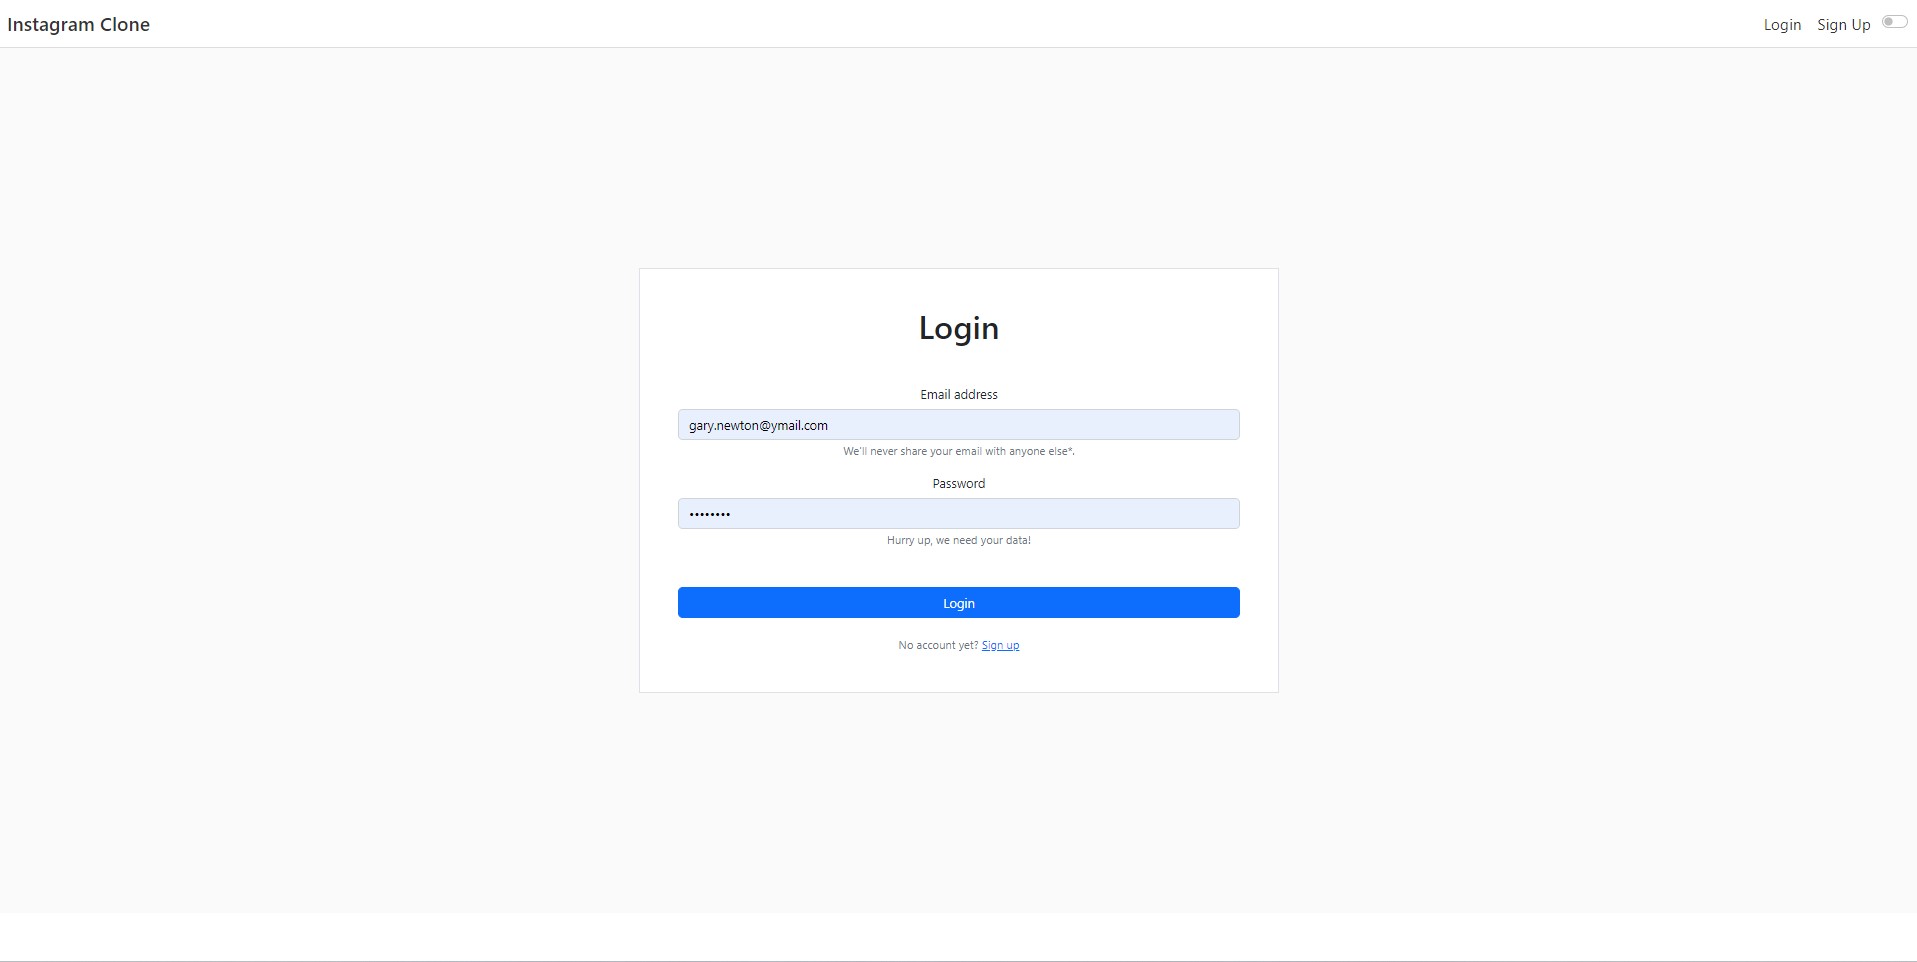 Instagram Clone
Login Sign Up
Login
Email address
gary.newton@ymail.com
We'll never share your email with anyone else*.
Password
••••••••
Hurry up, we need your data!
Login
No account yet? Sign up